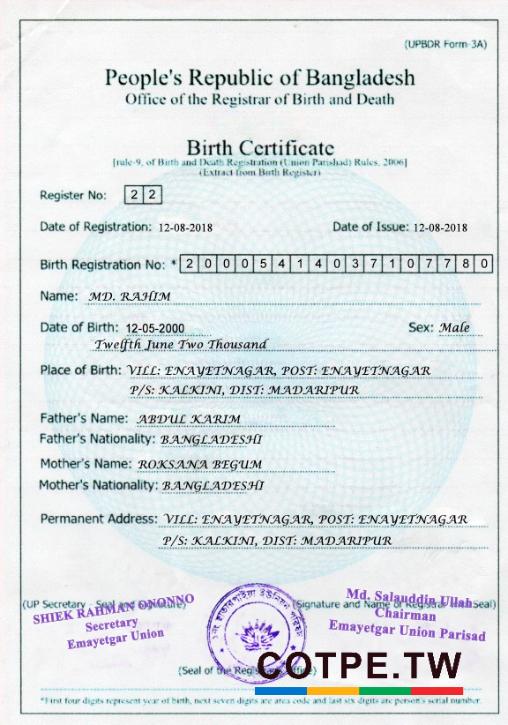 (UPBDR Form-3A)
People's Republic of Bangladesh
Office of the Registrar of Birth and Death
Birth Certificate
[rule-9, of Birth and Death Registration (Union Parishad) Rules, 2006]
(Extract from Birth Register)
Register No: 2 2
Date of Registration: 12-08-2018 Date of Issue: 12-08-2018
Birth Registration No: * 2 0 0 0 5 4 1 4 0 3 7 1 0 7 7 8 0
Name: MD. RAHIM
Date of Birth: 12-05-2000 Sex: Male
Twelfth June Two Thousand
Place of Birth: VILL: ENAYETNAGAR, POST: ENAYETNAGAR
P/S: KALKINI, DIST: MADARIPUR
Father's Name: ABDUL KARIM
Father's Nationality: BANGLADESHI
Mother's Name: ROKSANA BEGUM
Mother's Nationality: BANGLADESHI
Permanent Address: VILL: ENAYETNAGAR, POST: ENAYETNAGAR
P/S: KALKINI, DIST: MADARIPUR
(UP Secretary - Seal and Signature) (Signature and Name of Registrar with Seal)
SHIEK RAHMAN ONONNO
Secretary
Emayetgar Union
Md. Salauddin Ullah
Chairman
Emayetgar Union Parisad
(Seal of the Registrar Office)
COTPE.TW
*First four digits represent year of birth, next seven digits are area code and last six digits are person's serial number.